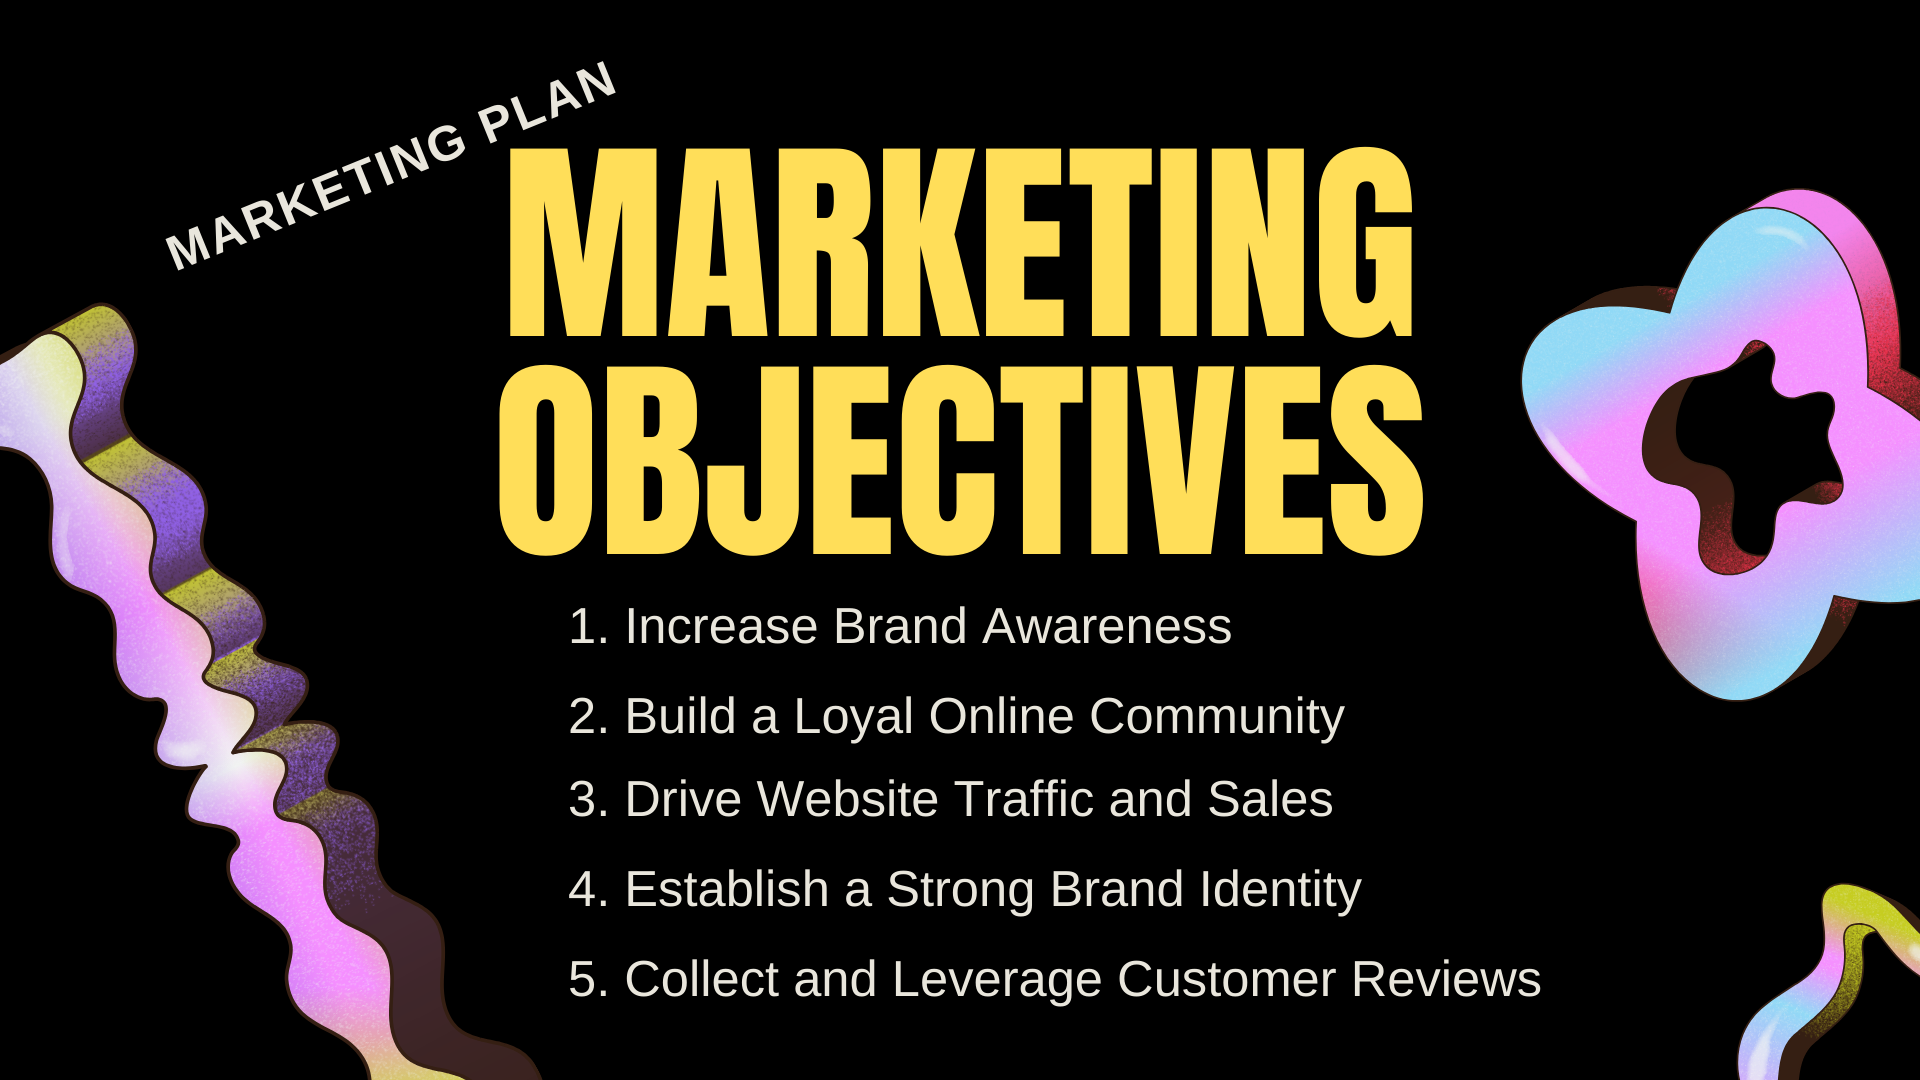 MARKETING PLAN
MARKETING
OBJECTIVES
1. Increase Brand Awareness
2. Build a Loyal Online Community
3. Drive Website Traffic and Sales
4. Establish a Strong Brand Identity
5. Collect and Leverage Customer Reviews